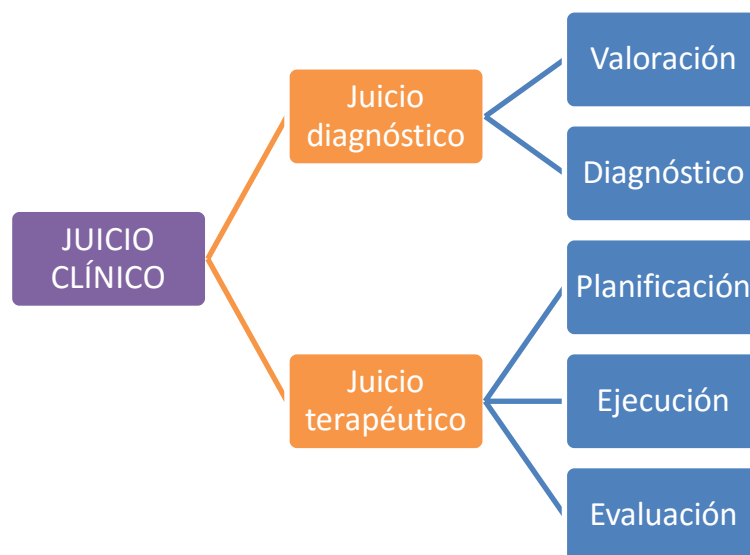 JUICIO
CLÍNICO
Juicio
diagnóstico
Valoración
Diagnóstico
Juicio
terapéutico
Planificación
Ejecución
Evaluación